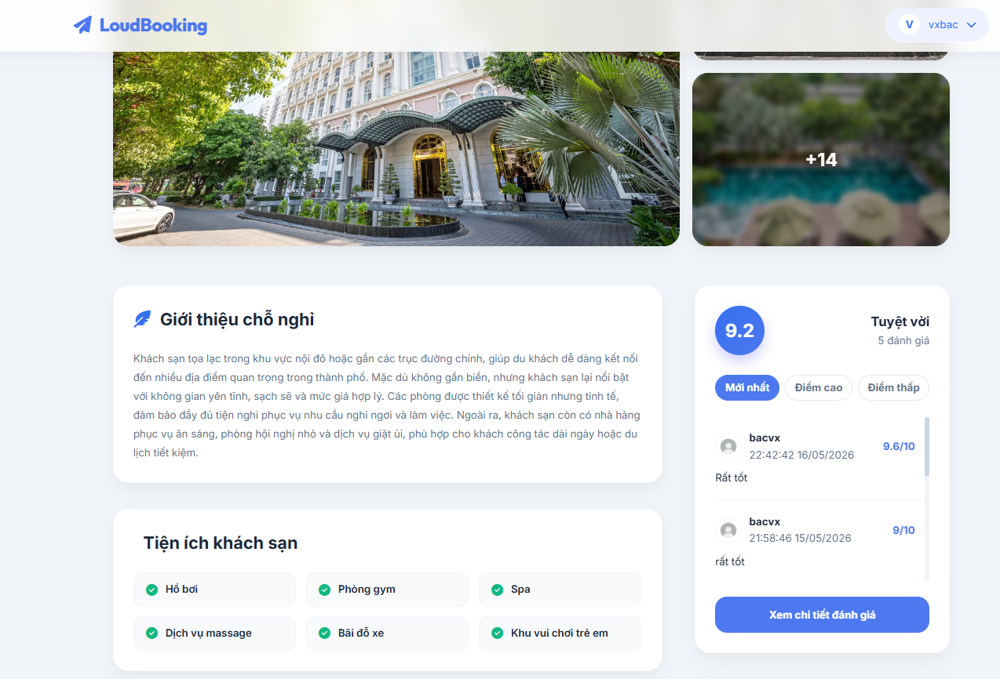 LoudBooking
V vxbac
+14
Giới thiệu chỗ nghỉ
Khách sạn tọa lạc trong khu vực nội đô hoặc gần các trục đường chính, giúp du khách dễ dàng kết nối
đến nhiều địa điểm quan trọng trong thành phố. Mặc dù không gần biển, nhưng khách sạn lại nổi bật
với không gian yên tĩnh, sạch sẽ và mức giá hợp lý. Các phòng được thiết kế tối giản nhưng tinh tế,
đảm bảo đầy đủ tiện nghi phục vụ nhu cầu nghỉ ngơi và làm việc. Ngoài ra, khách sạn còn có nhà hàng
phục vụ ăn sáng, phòng hội nghị nhỏ và dịch vụ giặt ủi, phù hợp cho khách công tác dài ngày hoặc du
lịch tiết kiệm.
Tiện ích khách sạn
Hồ bơi
Phòng gym
Spa
Dịch vụ massage
Bãi đỗ xe
Khu vui chơi trẻ em
9.2
Tuyệt vời
5 đánh giá
Mới nhất
Điểm cao
Điểm thấp
bacvx
22:42:42 16/05/2026
9.6/10
Rất tốt
bacvx
21:58:46 15/05/2026
9/10
rất tốt
Xem chi tiết đánh giá